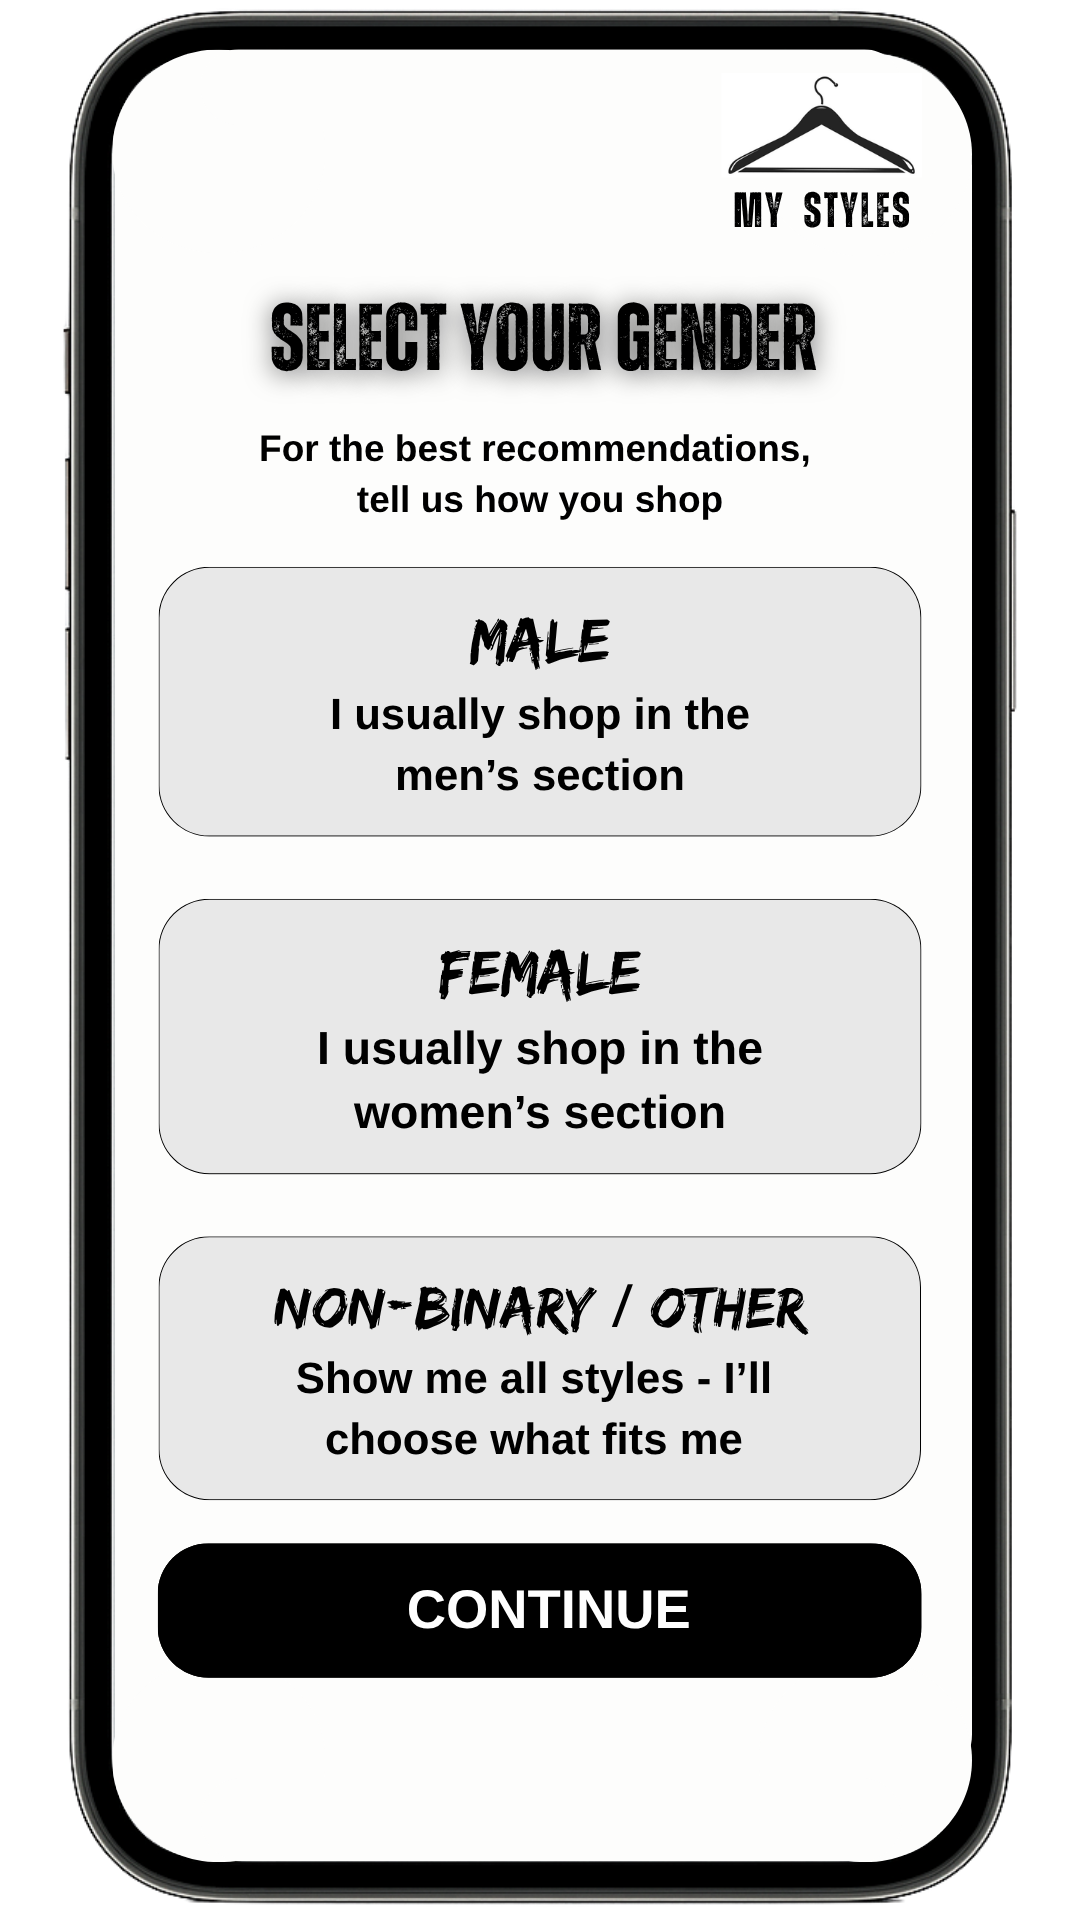 MY STYLES
SELECT YOUR GENDER
For the best recommendations,
tell us how you shop
MALE
I usually shop in the
men’s section
FEMALE
I usually shop in the
women’s section
NON-BINARY / OTHER
Show me all styles - I’ll
choose what fits me
CONTINUE